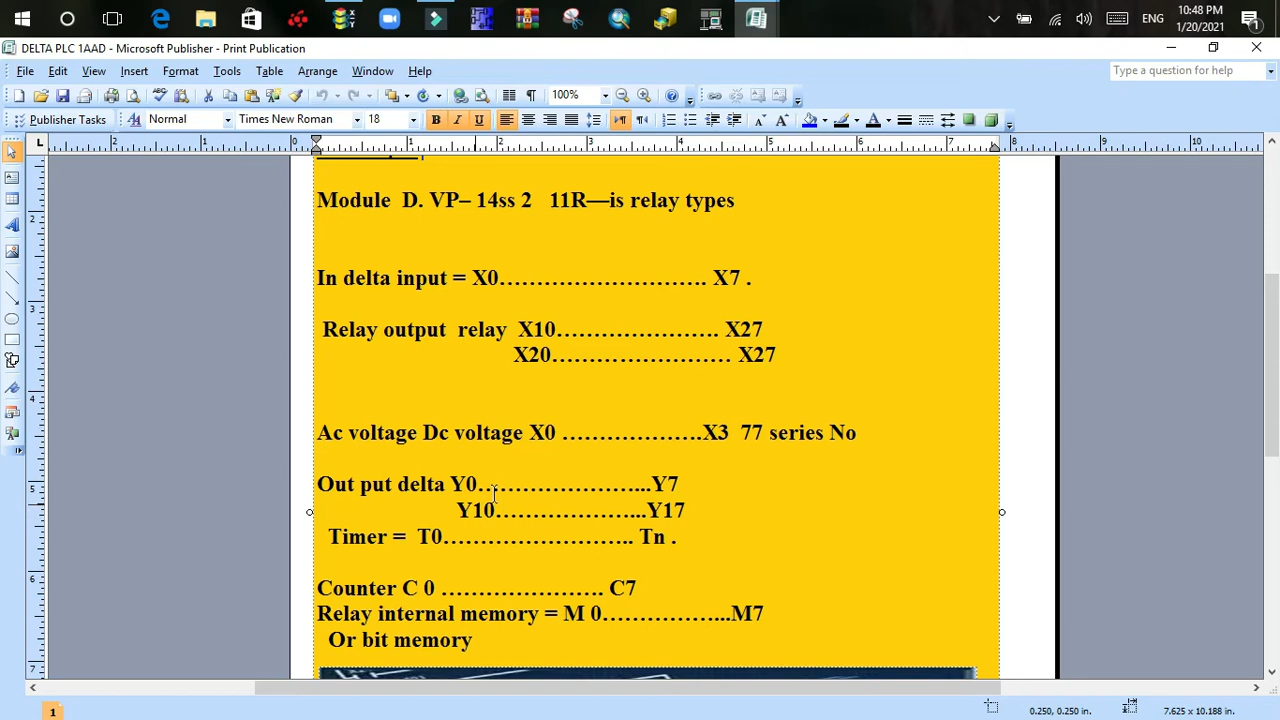 10:48 PM
ENG
1/20/2021
DELTA PLC 1AAD - Microsoft Publisher - Print Publication
File Edit View Insert Format Tools Table Arrange Window Help
Type a question for help
100%
Publisher Tasks Normal Times New Roman 18 B I U
Module D. VP– 14ss 2 11R—is relay types
In delta input = X0………………………. X7 .
Relay output relay X10…………………. X27
X20…………………… X27
Ac voltage Dc voltage X0 ……………….X3 77 series No
Out put delta Y0…………………...Y7
Y10………………...Y17
Timer = T0…………………….. Tn .
Counter C 0 …………………. C7
Relay internal memory = M 0……………...M7
Or bit memory
1
0.250, 0.250 in.
7.625 x 10.188 in.